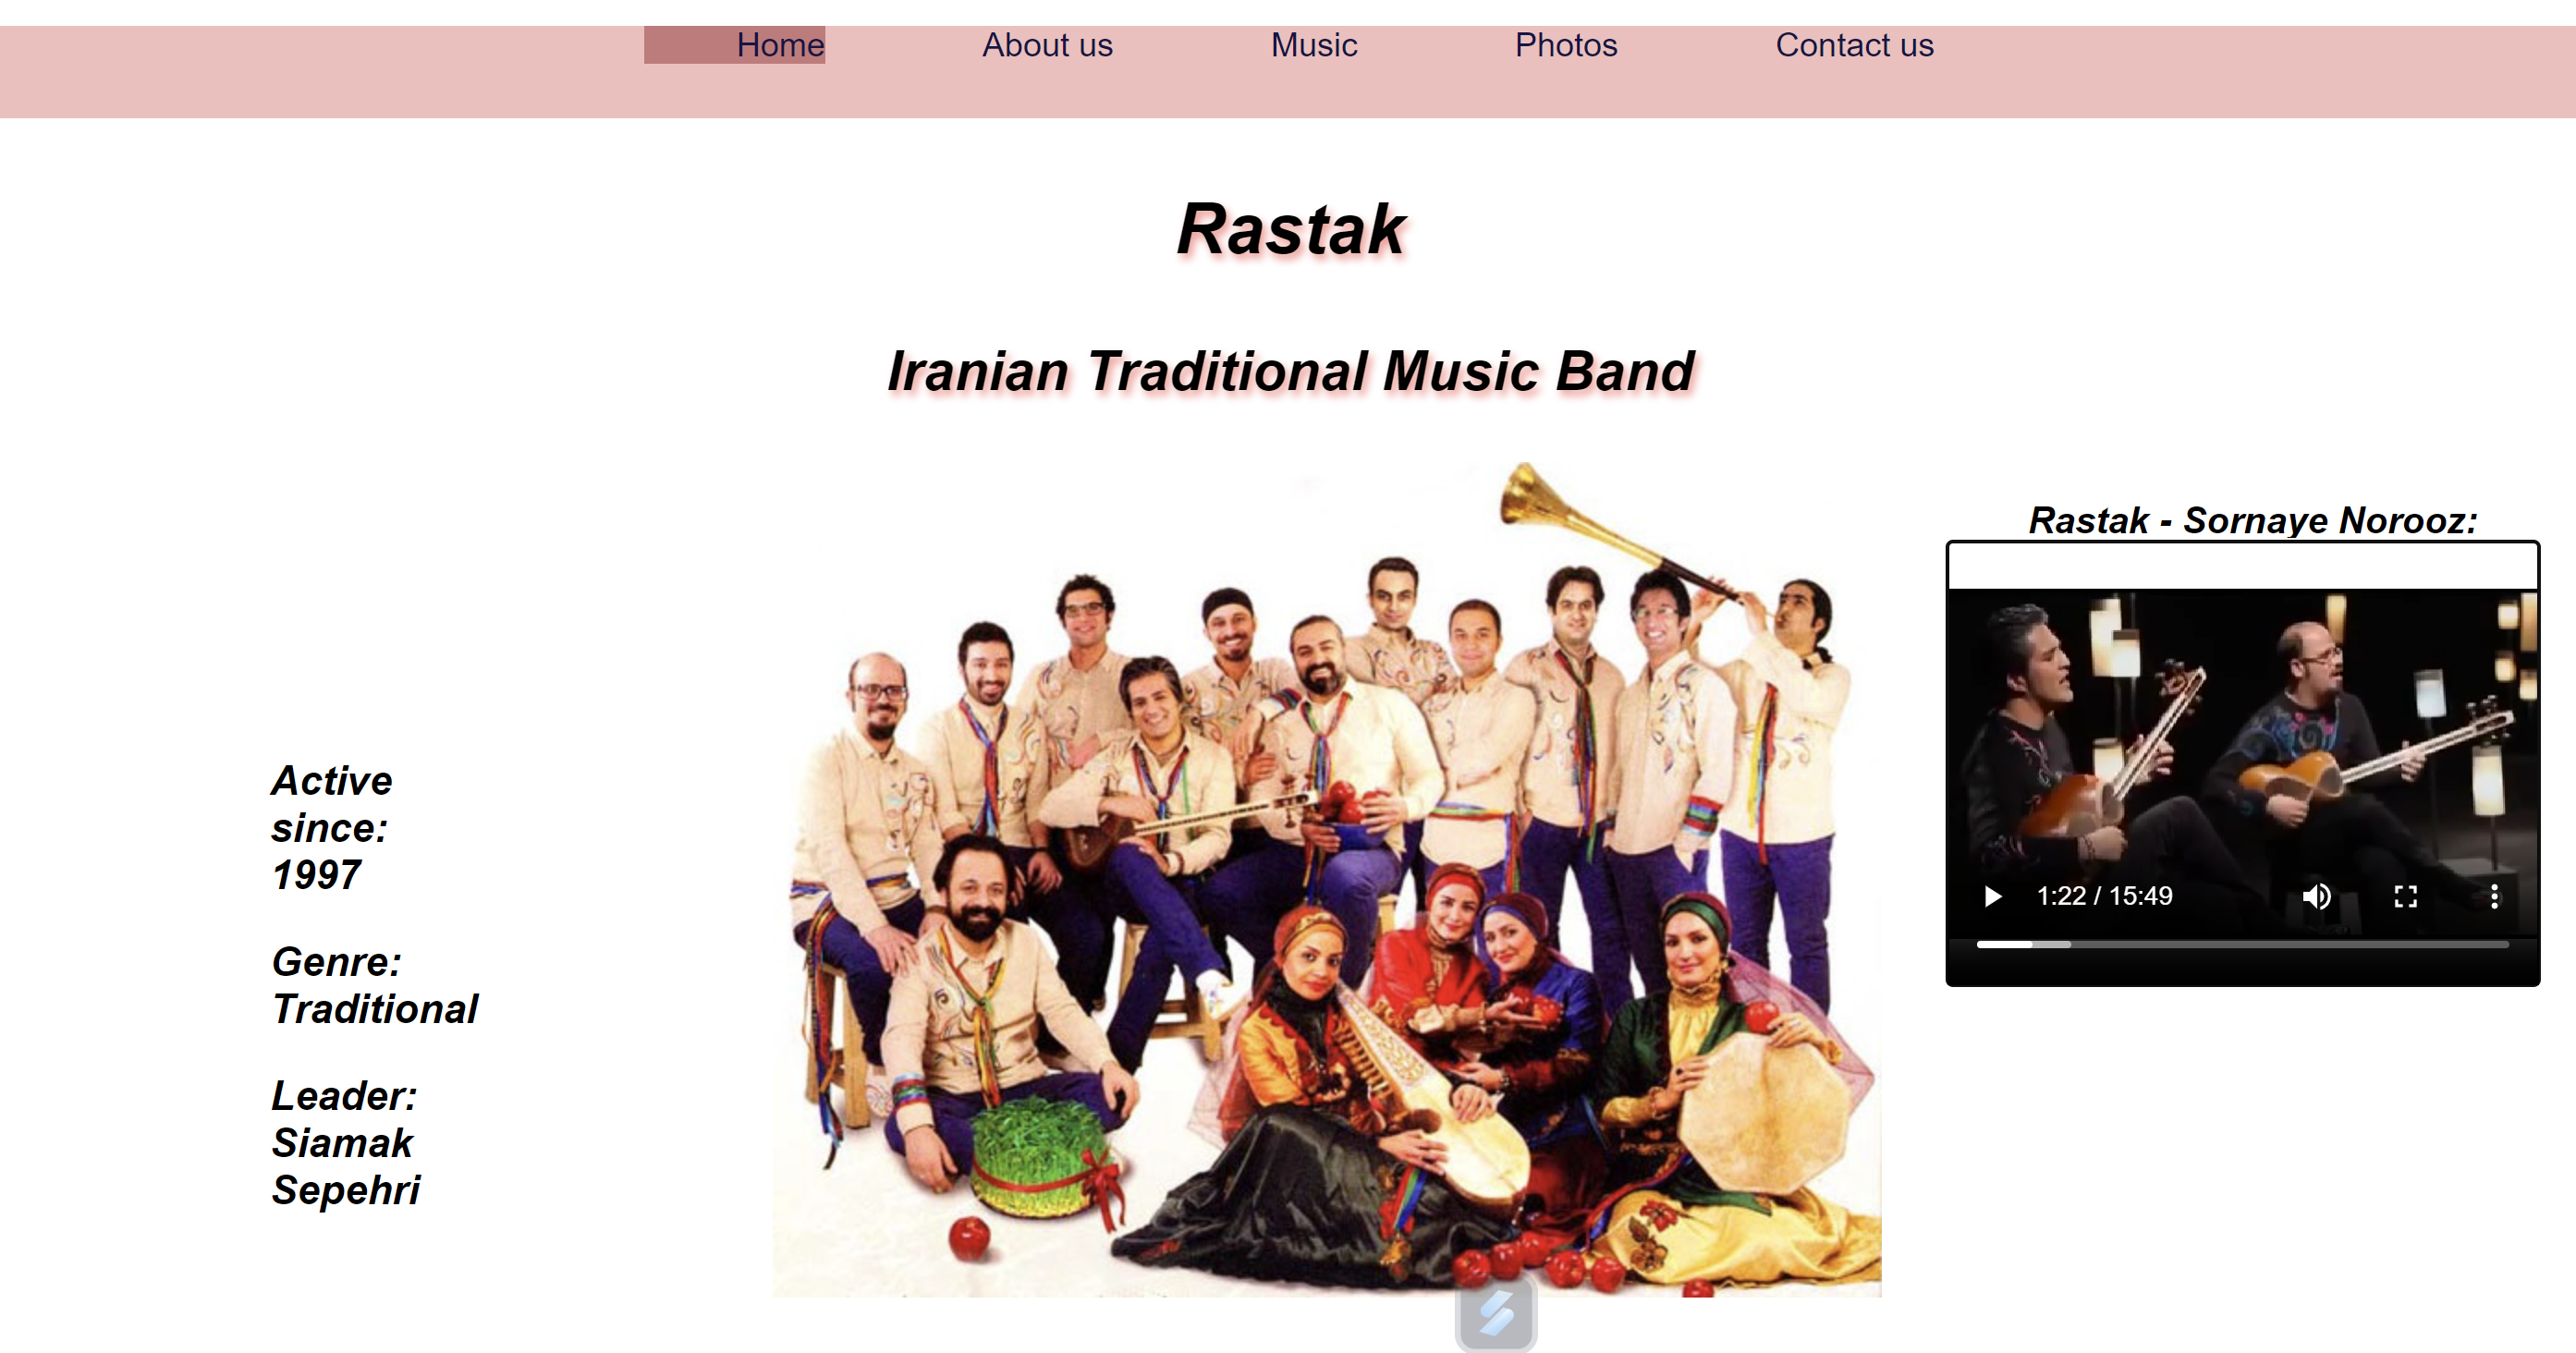 Home About us Music Photos Contact us
Rastak
Iranian Traditional Music Band
Rastak - Sornaye Norooz:
1:22 / 15:49
Active
since:
1997
Genre:
Traditional
Leader:
Siamak
Sepehri